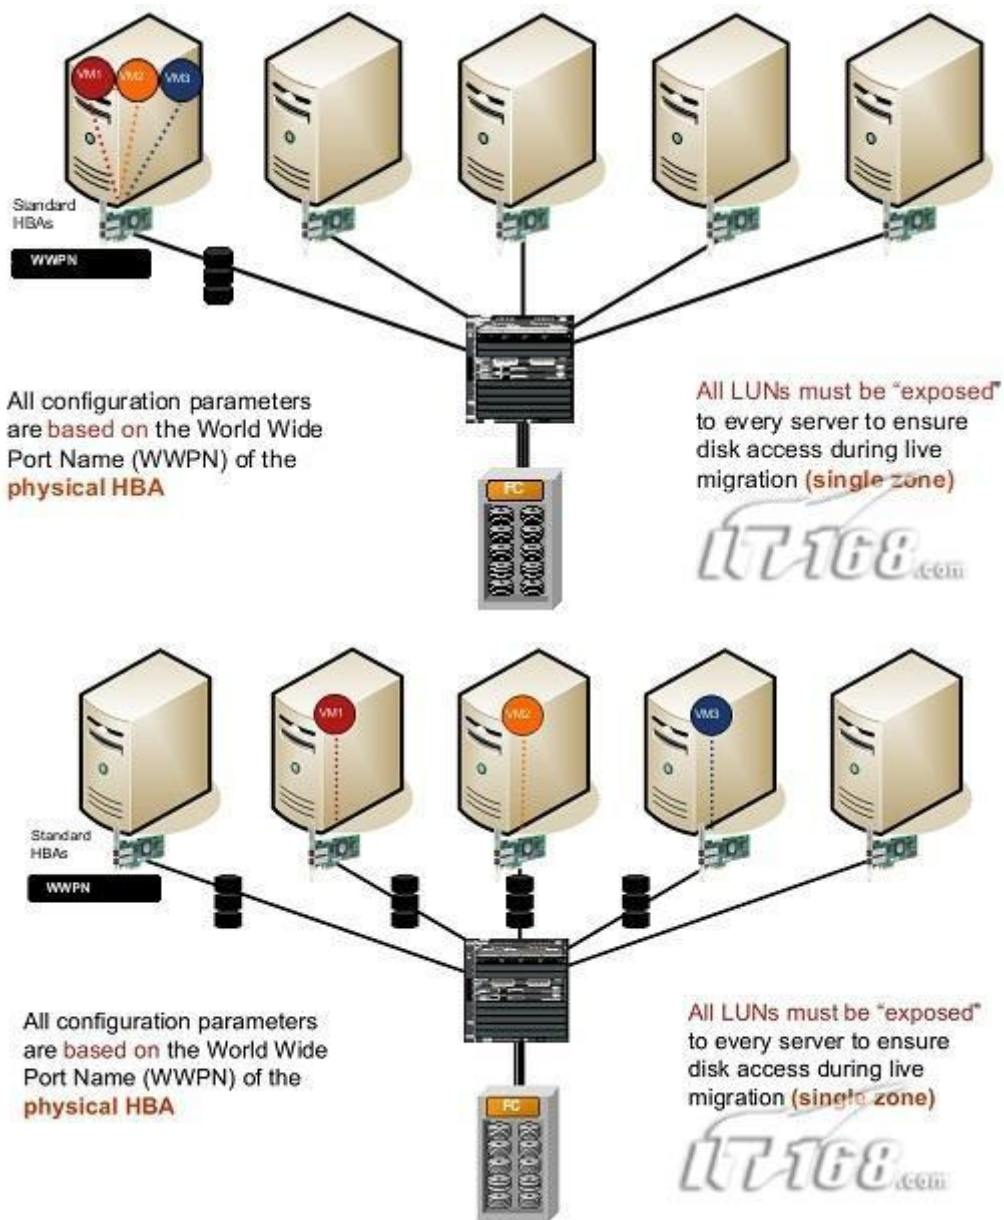 VM1 VM2 VM3
Standard
HBAs
WWPN
All configuration parameters
are based on the World Wide
Port Name (WWPN) of the
physical HBA
All LUNs must be “exposed”
to every server to ensure
disk access during live
migration (single zone)
FC
IT168.com
VM1 VM2 VM3
Standard
HBAs
WWPN
All configuration parameters
are based on the World Wide
Port Name (WWPN) of the
physical HBA
All LUNs must be “exposed”
to every server to ensure
disk access during live
migration (single zone)
FC
IT168.com